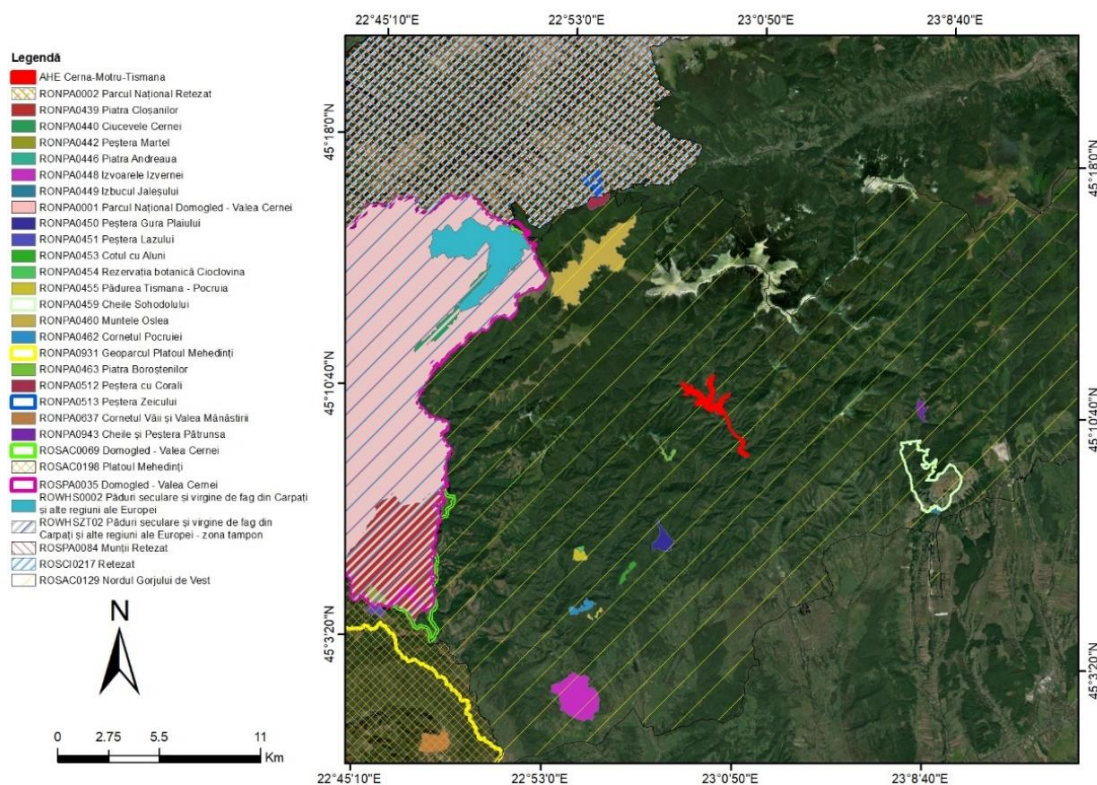 22°45'10"E 22°53'0"E 23°0'50"E 23°8'40"E
Legendă
AHE Cerna-Motru-Tismana
RONPA0002 Parcul Național Retezat
RONPA0439 Piatra Cloșanilor
RONPA0440 Ciucevele Cernei
RONPA0442 Peștera Martel
RONPA0446 Piatra Andreaua
RONPA0448 Izvoarele Izvernei
RONPA0449 Izbucul Jaleșului
RONPA0001 Parcul Național Domogled - Valea Cernei
RONPA0450 Peștera Gura Plaiului
RONPA0451 Peștera Lazului
RONPA0453 Cotul cu Aluni
RONPA0454 Rezervația botanică Cioclovina
RONPA0455 Pădurea Tismana - Pocruia
RONPA0459 Cheile Sohodolului
RONPA0460 Muntele Oslea
RONPA0462 Cornetul Pocruiei
RONPA0931 Geoparcul Platoul Mehedinți
RONPA0463 Piatra Boroștenilor
RONPA0512 Peștera cu Corali
RONPA0513 Peștera Zeicului
RONPA0637 Cornetul Văii și Valea Mănăstirii
RONPA0943 Cheile și Peștera Pătrunsa
ROSAC0069 Domogled - Valea Cernei
ROSAC0198 Platoul Mehedinți
ROSPA0035 Domogled - Valea Cernei
ROWHS0002 Păduri seculare și virgine de fag din Carpați
și alte regiuni ale Europei
ROWHSZT02 Păduri seculare și virgine de fag din
Carpați și alte regiuni ale Europei - zona tampon
ROSPA0084 Munții Retezat
ROSCI0217 Retezat
ROSAC0129 Nordul Gorjului de Vest
N
0 2.75 5.5 11
Km
45°18'0"N
45°10'40"N
45°3'20"N
45°18'0"N
45°10'40"N
45°3'20"N
22°45'10"E 22°53'0"E 23°0'50"E 23°8'40"E